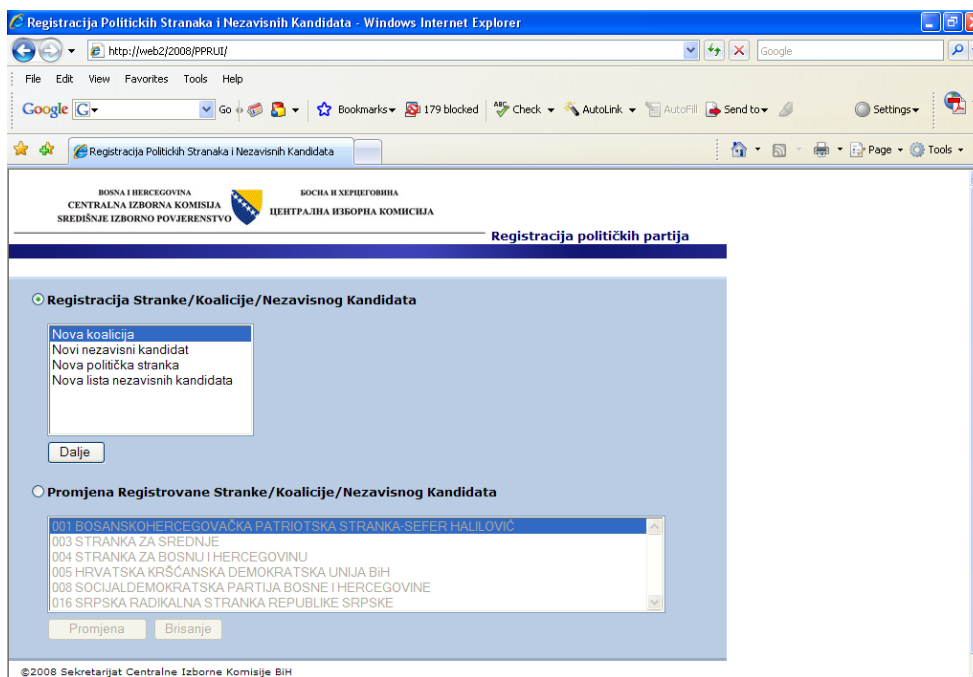 Registracija Politickih Stranaka i Nezavisnih Kandidata - Windows Internet Explorer
http://web2/2008/PPRUI/
Google
File Edit View Favorites Tools Help
Google G Go Bookmarks 179 blocked Check AutoLink AutoFill Send to Settings
Registracija Politickih Stranaka i Nezavisnih Kandidata
Page Tools
BOSNA I HERCEGOVINA
CENTRALNA IZBORNA KOMISIJA
SREDIŠNJE IZBORNO POVJERENSTVO
БОСНА И ХЕРЦЕГОВИНА
ЦЕНТРАЛНА ИЗБОРНА КОМИСИЈА
Registracija političkih partija
Registracija Stranke/Koalicije/Nezavisnog Kandidata
Nova koalicija
Novi nezavisni kandidat
Nova politička stranka
Nova lista nezavisnih kandidata
Dalje
Promjena Registrovane Stranke/Koalicije/Nezavisnog Kandidata
001 BOSANSKOHERCEGOVAČKA PATRIOTSKA STRANKA-SEFER HALILOVIĆ
003 STRANKA ZA SREDNJE
004 STRANKA ZA BOSNU I HERCEGOVINU
005 HRVATSKA KRŠĆANSKA DEMOKRATSKA UNIJA BiH
008 SOCIJALDEMOKRATSKA PARTIJA BOSNE I HERCEGOVINE
016 SRPSKA RADIKALNA STRANKA REPUBLIKE SRPSKE
Promjena Brisanje
©2008 Sekretarijat Centralne Izborne Komisije BiH